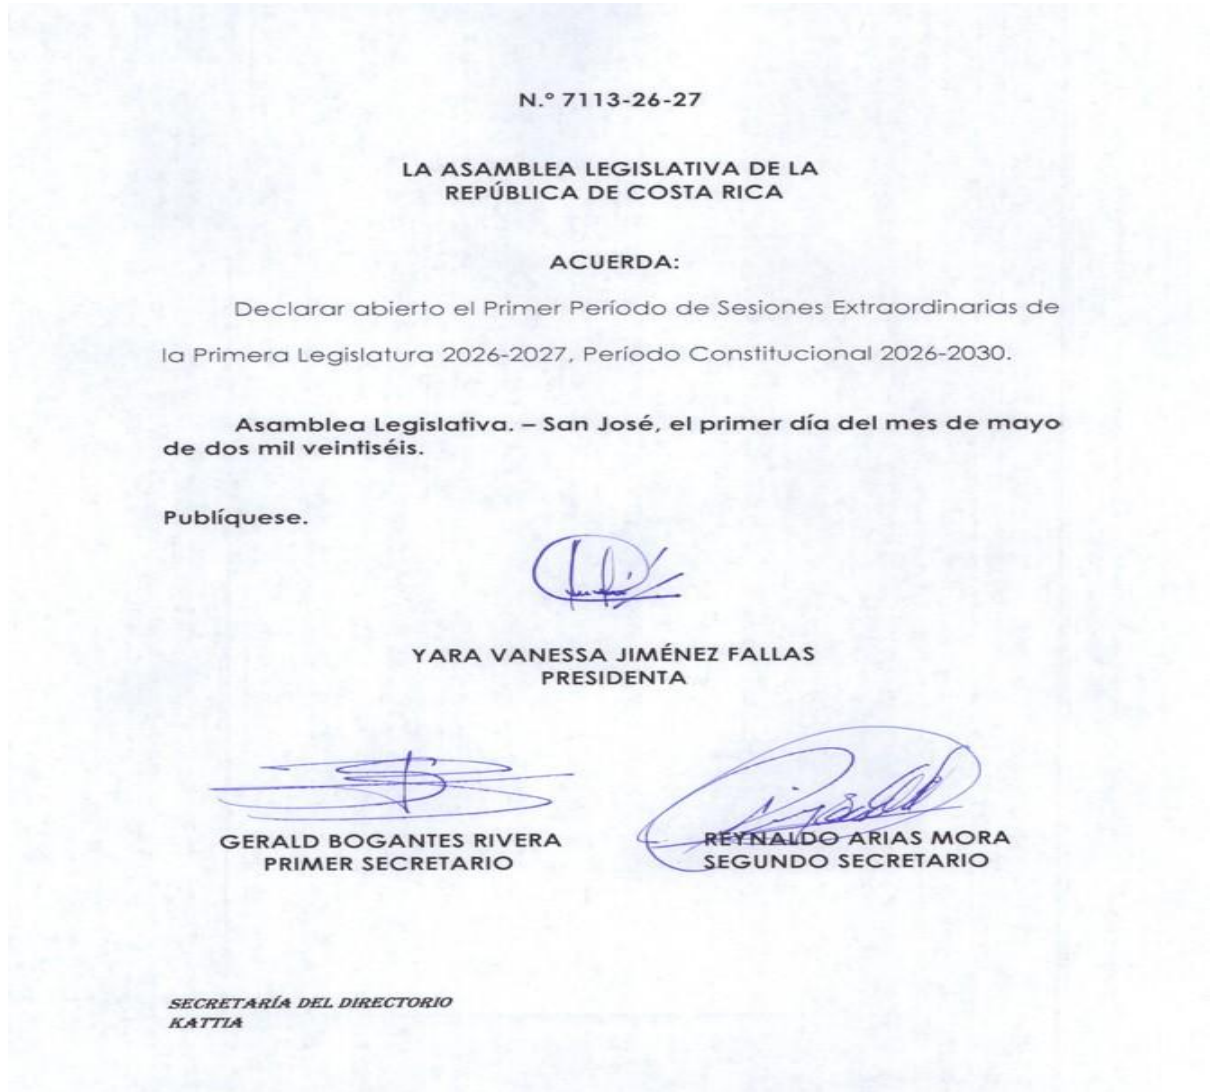 N.º 7113-26-27
LA ASAMBLEA LEGISLATIVA DE LA
REPÚBLICA DE COSTA RICA
ACUERDA:
Declarar abierto el Primer Período de Sesiones Extraordinarias de
la Primera Legislatura 2026-2027, Período Constitucional 2026-2030.
Asamblea Legislativa. – San José, el primer día del mes de mayo
de dos mil veintiséis.
Publíquese.
YARA VANESSA JIMÉNEZ FALLAS
PRESIDENTA
GERALD BOGANTES RIVERA
PRIMER SECRETARIO
REYNALDO ARIAS MORA
SEGUNDO SECRETARIO
SECRETARÍA DEL DIRECTORIO
KATTIA